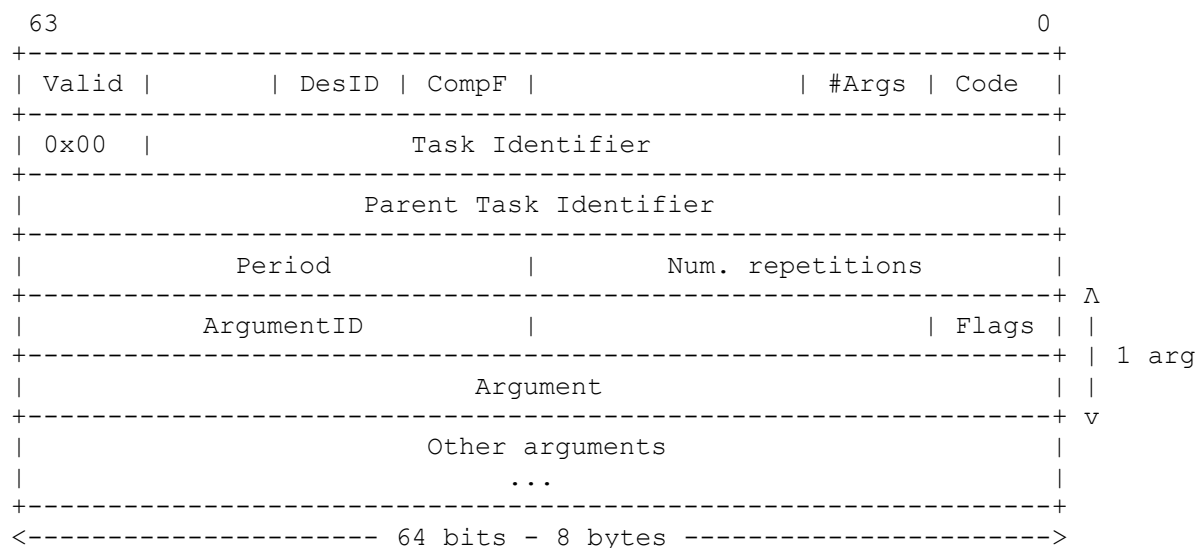 63                                                             0
+----------------------------------------------------------------+
| Valid |       | DesID | CompF |                | #Args | Code  |
+----------------------------------------------------------------+
| 0x00  |                Task Identifier                         |
+----------------------------------------------------------------+
|                     Parent Task Identifier                     |
+----------------------------------------------------------------+
|             Period            |        Num. repetitions        |
+----------------------------------------------------------------+ Λ
|           ArgumentID          |                        | Flags | |
+----------------------------------------------------------------+ | 1 arg
|                            Argument                            | |
+----------------------------------------------------------------+ v
|                         Other arguments                        |
|                              ...                               |
+----------------------------------------------------------------+
<---------------------- 64 bits - 8 bytes ----------------------->